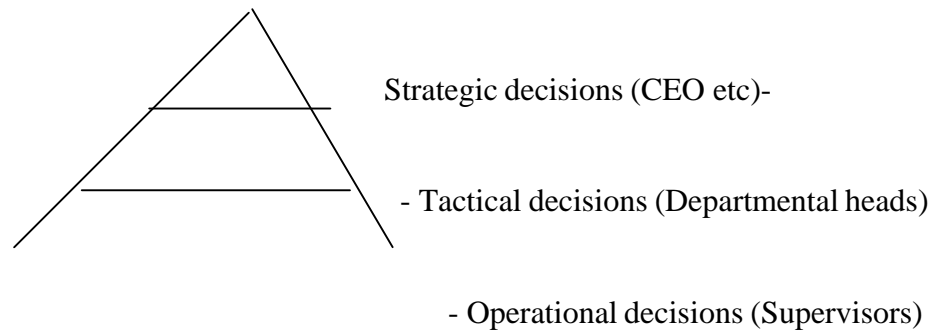 Strategic decisions (CEO etc)-
- Tactical decisions (Departmental heads)
- Operational decisions (Supervisors)